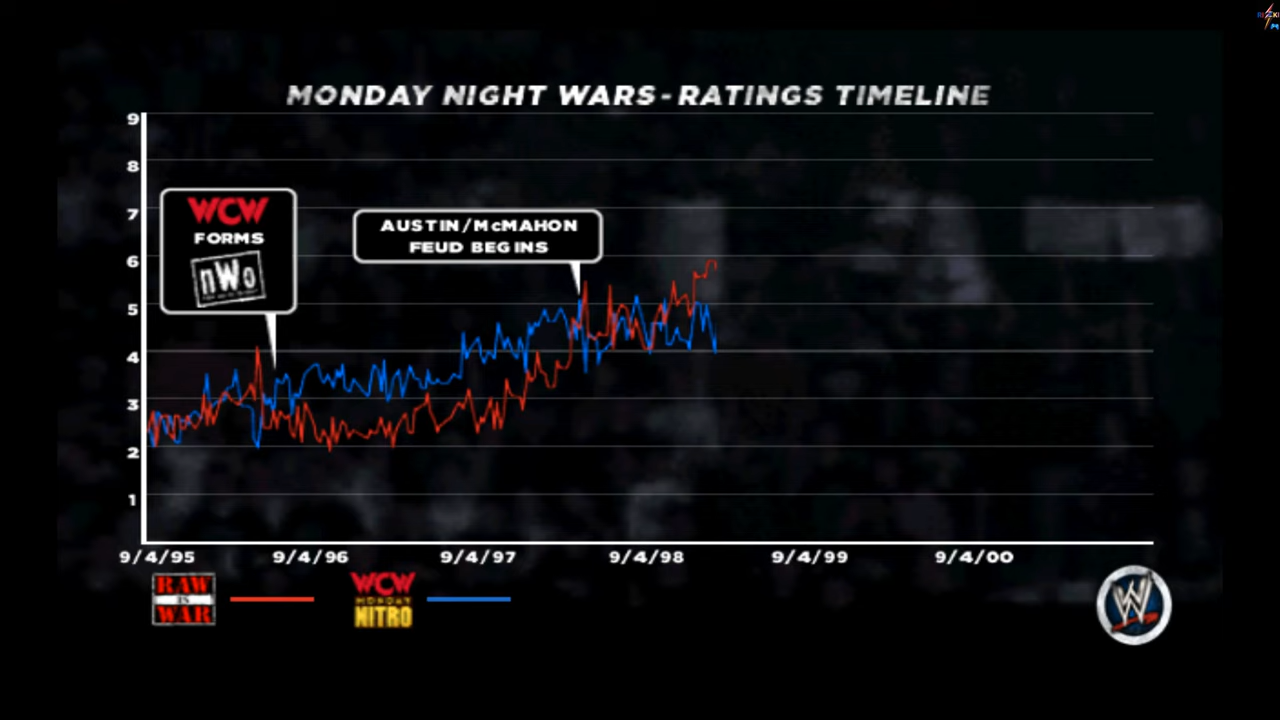 MONDAY NIGHT WARS - RATINGS TIMELINE
9
8
7
6
5
4
3
2
1
WCW
FORMS
nWo
AUSTIN/McMAHON
FEUD BEGINS
9/4/95
9/4/96
9/4/97
9/4/98
9/4/99
9/4/00
RAW
IS
WAR
WCW
MONDAY
NITRO
W